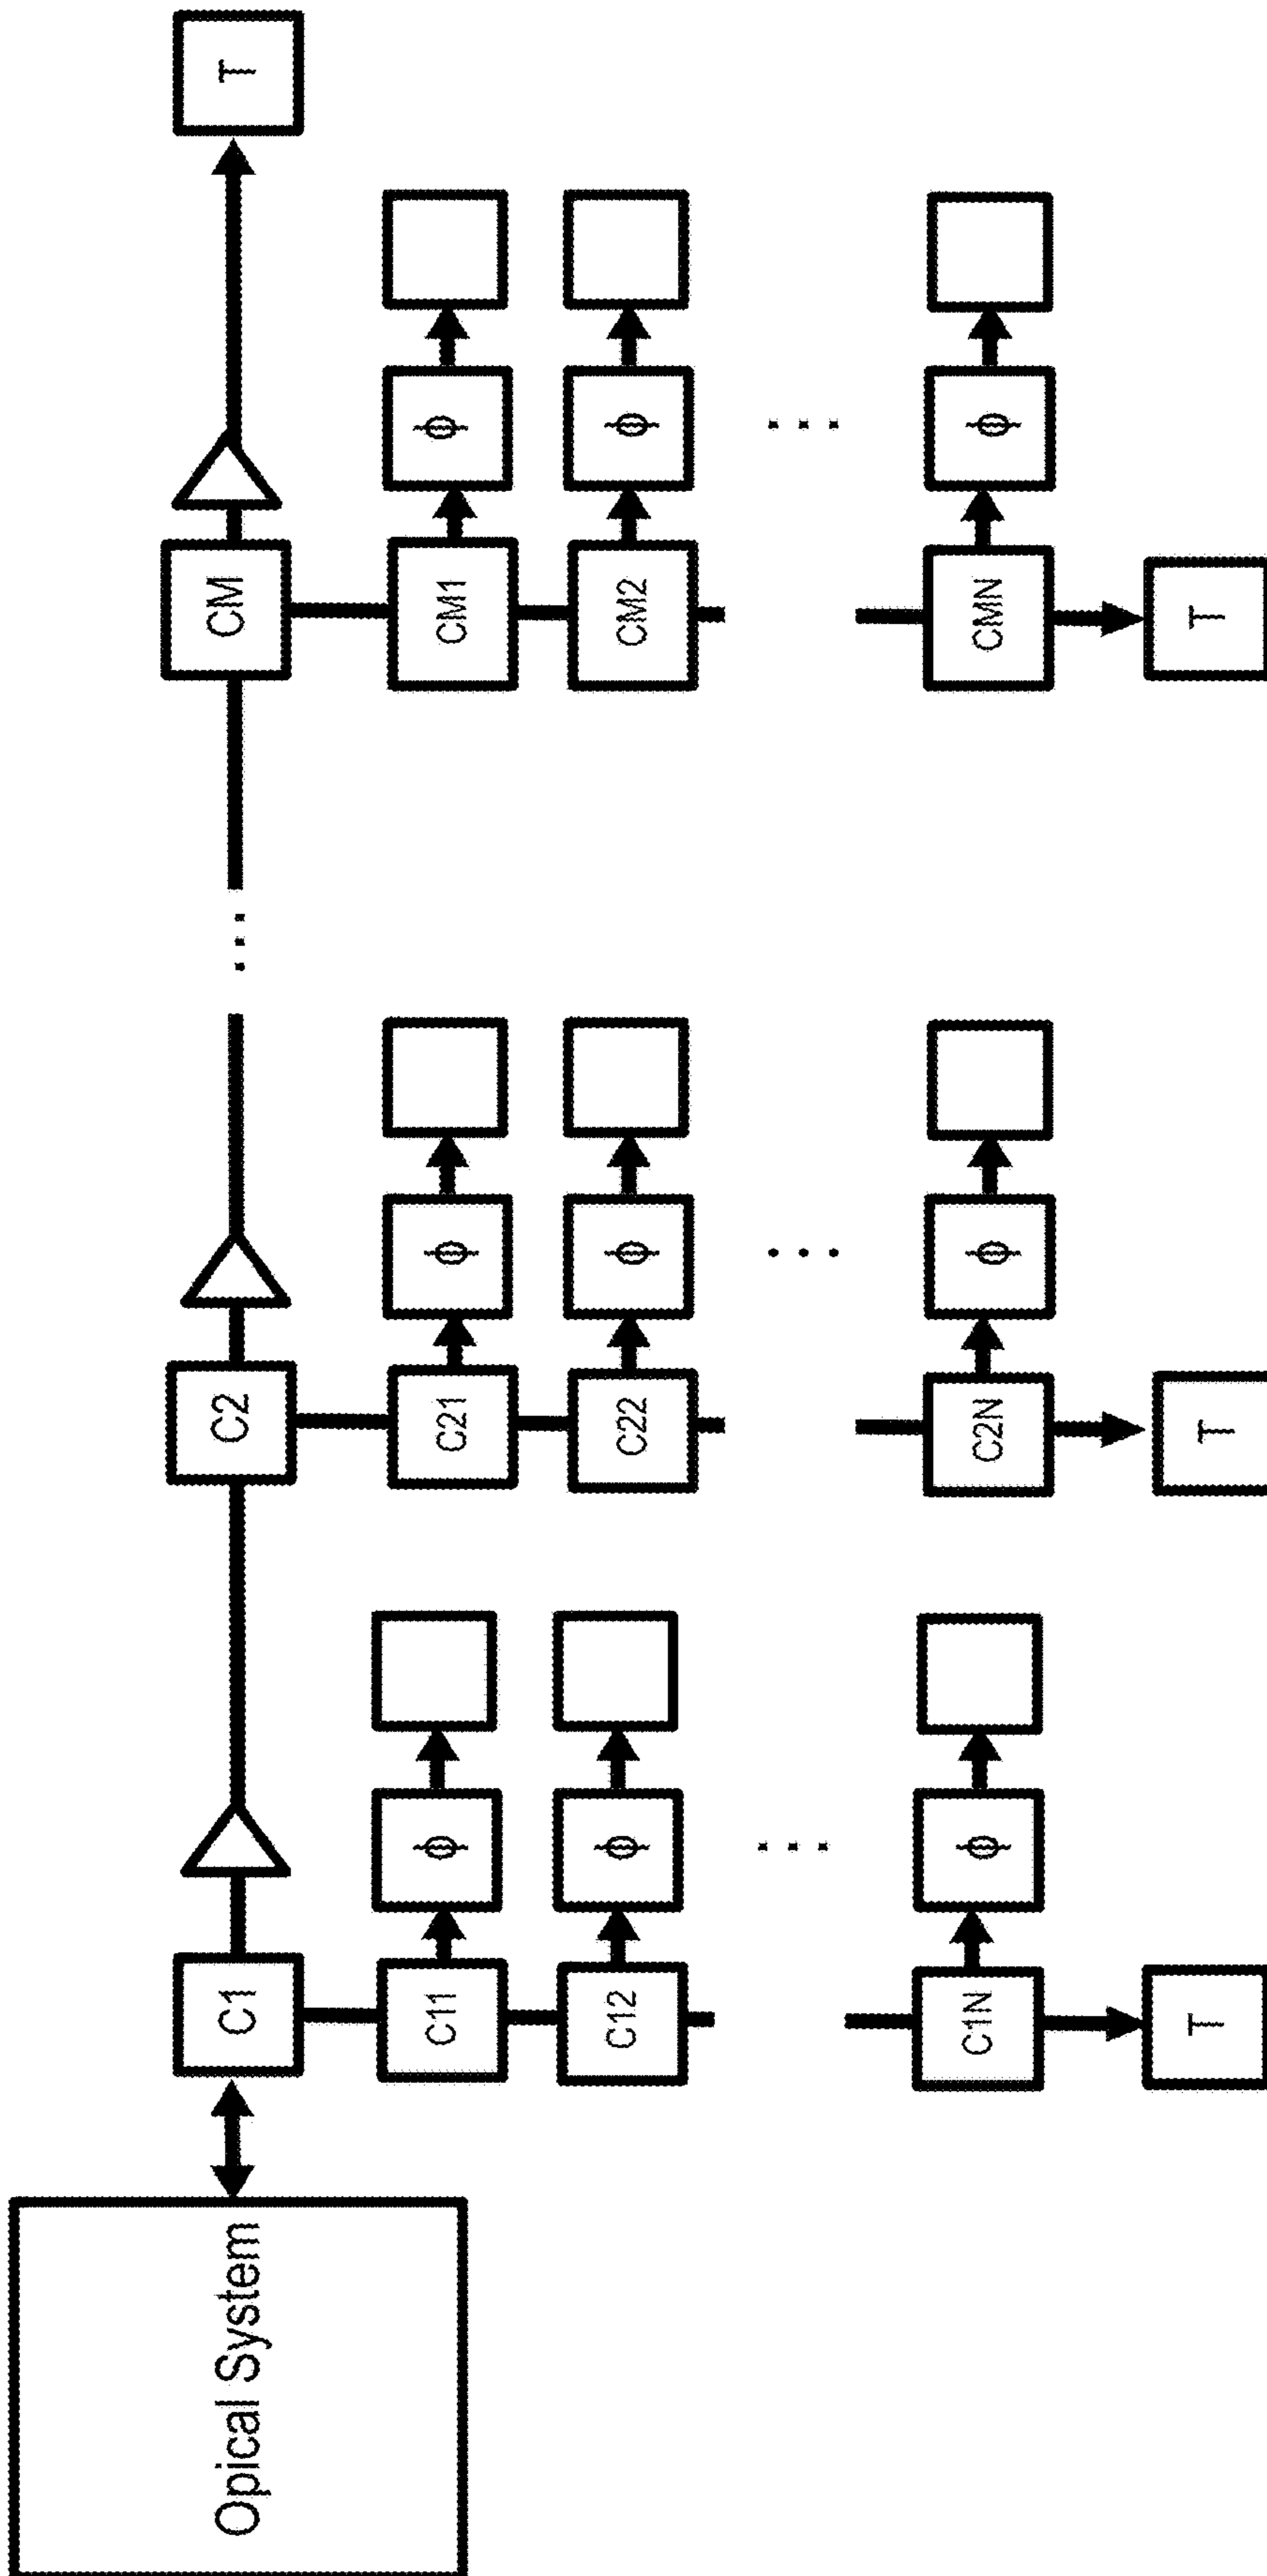 Opical System
C1
C2
...
CM
T
C11
ϕ
C21
ϕ
CM1
ϕ
C12
ϕ
C22
ϕ
CM2
ϕ
...
...
...
C1N
ϕ
C2N
ϕ
CMN
ϕ
T
T
T